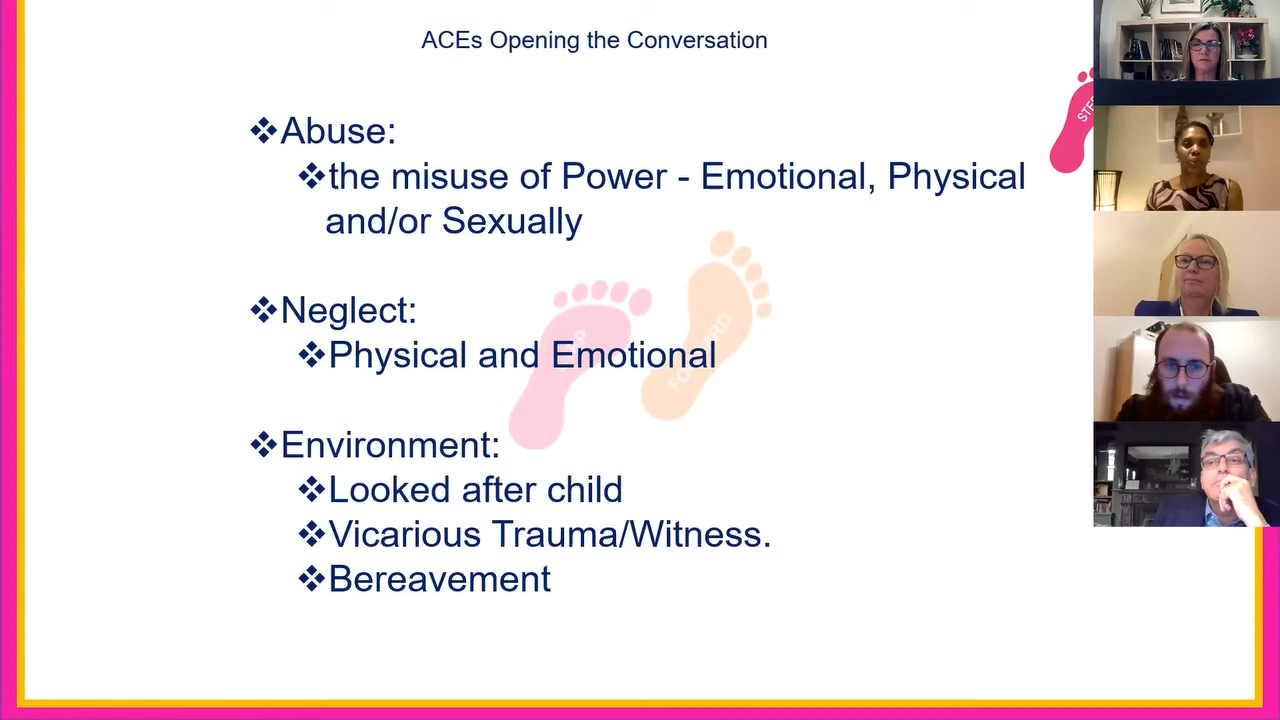 ACEs Opening the Conversation
❖Abuse:
❖the misuse of Power - Emotional, Physical
and/or Sexually
❖Neglect:
❖Physical and Emotional
❖Environment:
❖Looked after child
❖Vicarious Trauma/Witness.
❖Bereavement